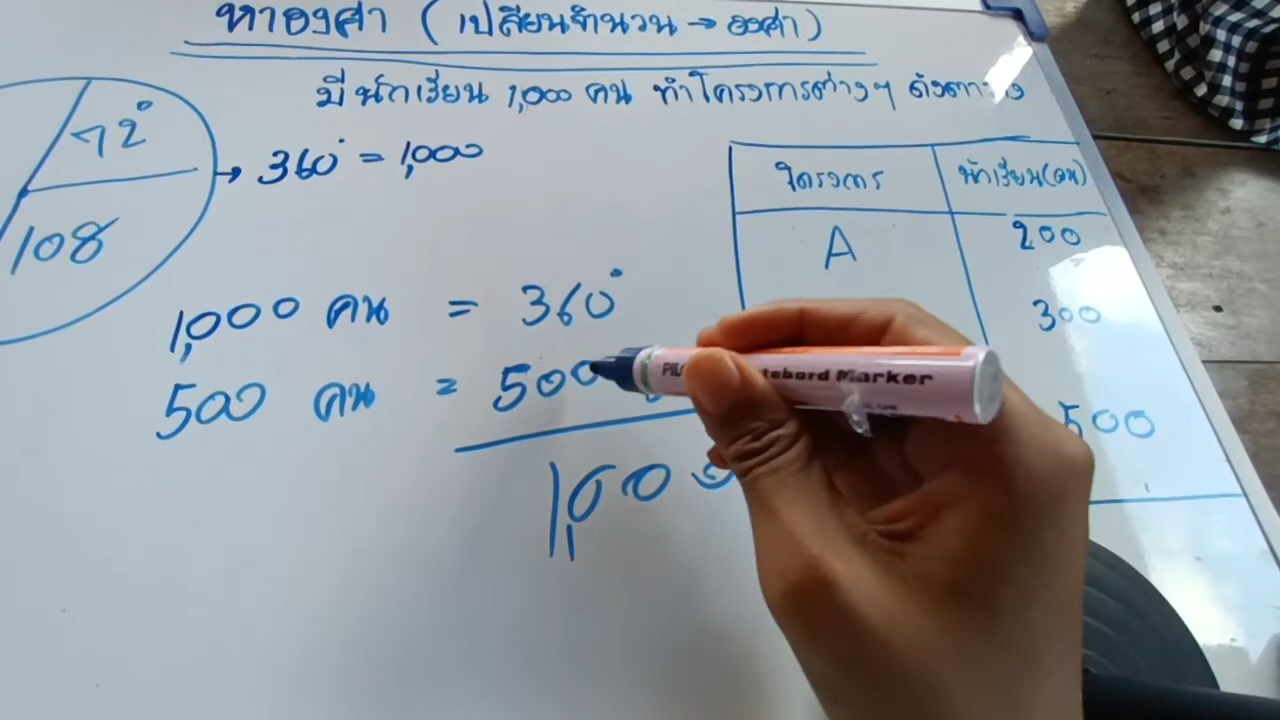 หาองศา (เปลี่ยนจำนวน → องศา)
มีนักเรียน 1,000 คน ทำโครงการต่างๆ ดังตาราง
72°
→ 360° = 1,000
108
โครงการ นักเรียน(คน)
A 200
300
500
1,000 คน = 360°
500 คน = 500
1,000
Marker